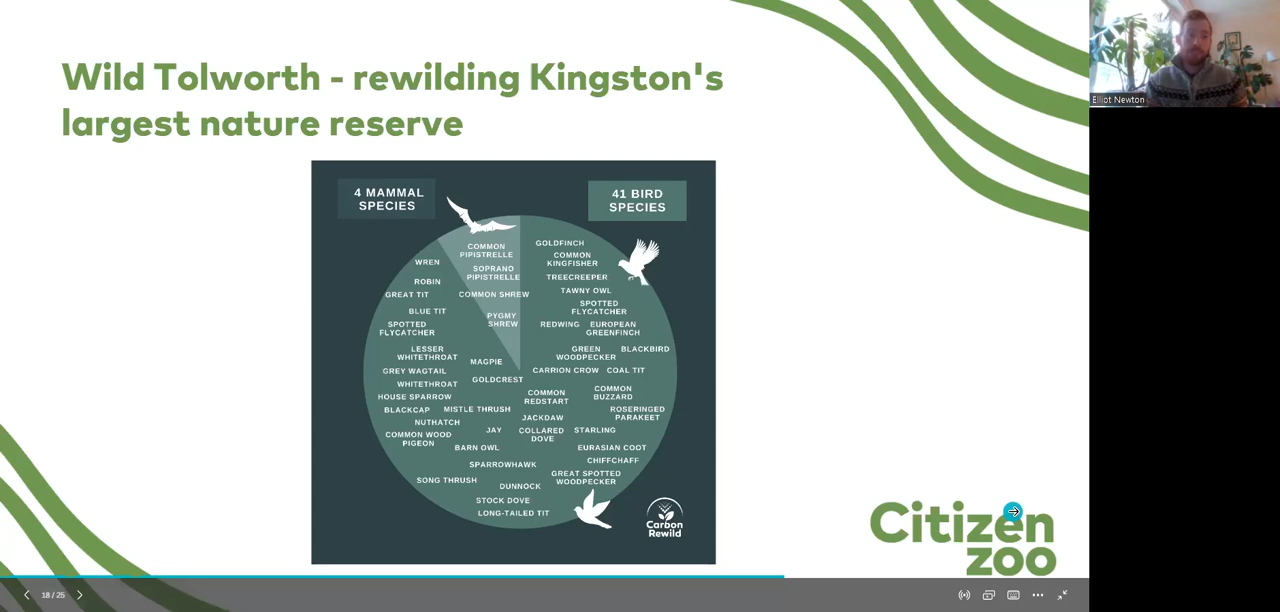 Wild Tolworth - rewilding Kingston's
largest nature reserve
4 MAMMAL
SPECIES
41 BIRD
SPECIES
COMMON
PIPISTRELLE
SOPRANO
PIPISTRELLE
COMMON SHREW
PYGMY
SHREW
GOLDFINCH
COMMON
KINGFISHER
TREECREEPER
TAWNY OWL
SPOTTED
FLYCATCHER
REDWING
EUROPEAN
GREENFINCH
GREEN
WOODPECKER
BLACKBIRD
CARRION CROW
COAL TIT
COMMON
REDSTART
COMMON
BUZZARD
ROSERINGED
PARAKEET
JACKDAW
COLLARED
DOVE
STARLING
EURASIAN COOT
CHIFFCHAFF
GREAT SPOTTED
WOODPECKER
WREN
ROBIN
GREAT TIT
BLUE TIT
SPOTTED
FLYCATCHER
LESSER
WHITETHROAT
MAGPIE
GREY WAGTAIL
GOLDCREST
WHITETHROAT
HOUSE SPARROW
BLACKCAP
MISTLE THRUSH
NUTHATCH
JAY
COMMON WOOD
PIGEON
BARN OWL
SPARROWHAWK
SONG THRUSH
DUNNOCK
STOCK DOVE
LONG-TAILED TIT
Carbon
Rewild
Citizen
zoo
18 / 25
Elliot Newton